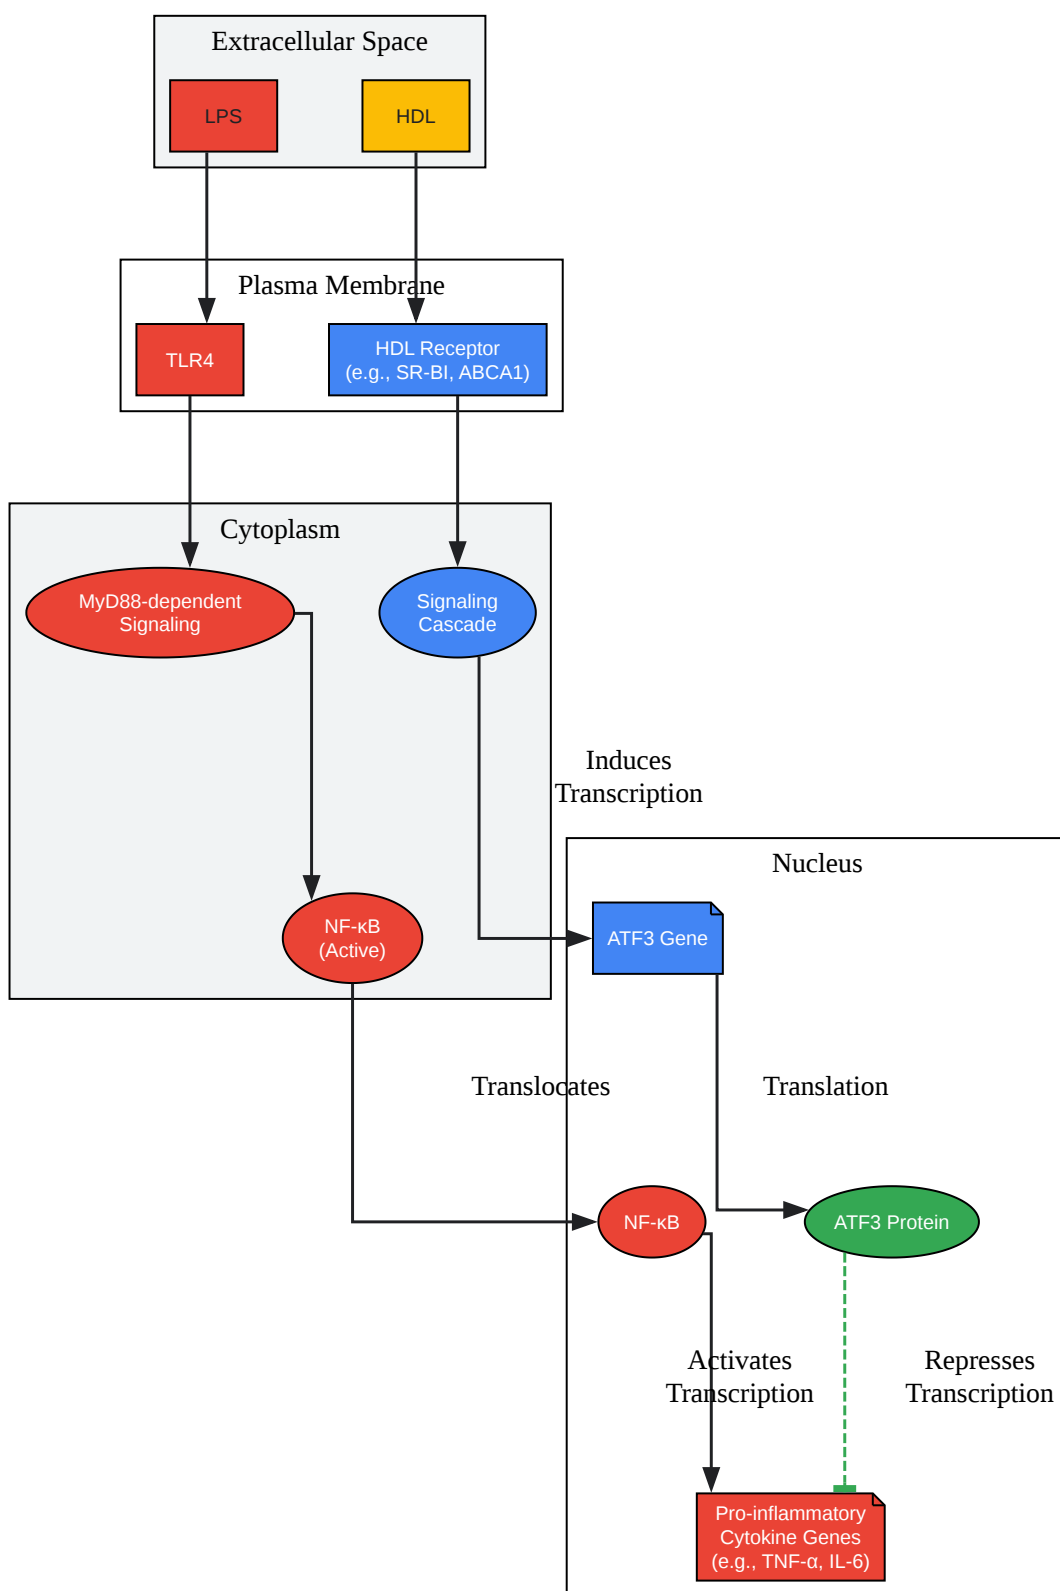 Extracellular Space
LPS
HDL
Plasma Membrane
TLR4
HDL Receptor
(e.g., SR-BI, ABCA1)
Cytoplasm
MyD88-dependent
Signaling
Signaling
Cascade
Induces
Transcription
Nucleus
NF-κB
(Active)
ATF3 Gene
Translocates
Translation
NF-κB
ATF3 Protein
Activates
Transcription
Represses
Transcription
Pro-inflammatory
Cytokine Genes
(e.g., TNF-α, IL-6)